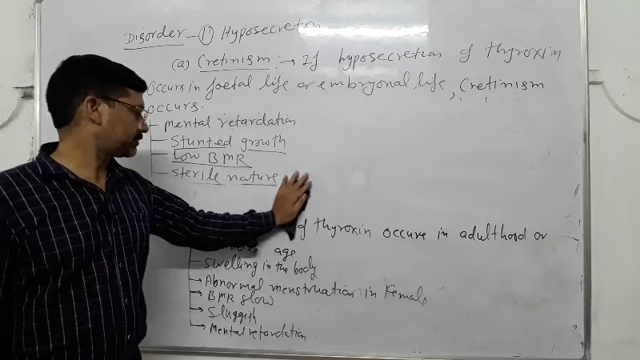 Disorder - ① Hyposecretion
(a) Cretinism :→ If hyposecretion of thyroxin
occurs in foetal life or embryonal life, Cretinism
occurs.
- Mental retardation
- Stunted growth
- Low BMR
- sterile nature
of thyroxin occurs in adulthood or
age
- Swelling in the body
→ Abnormal menstruation in Female
→ BMR slow
→ Sluggish
→ Mental retardation